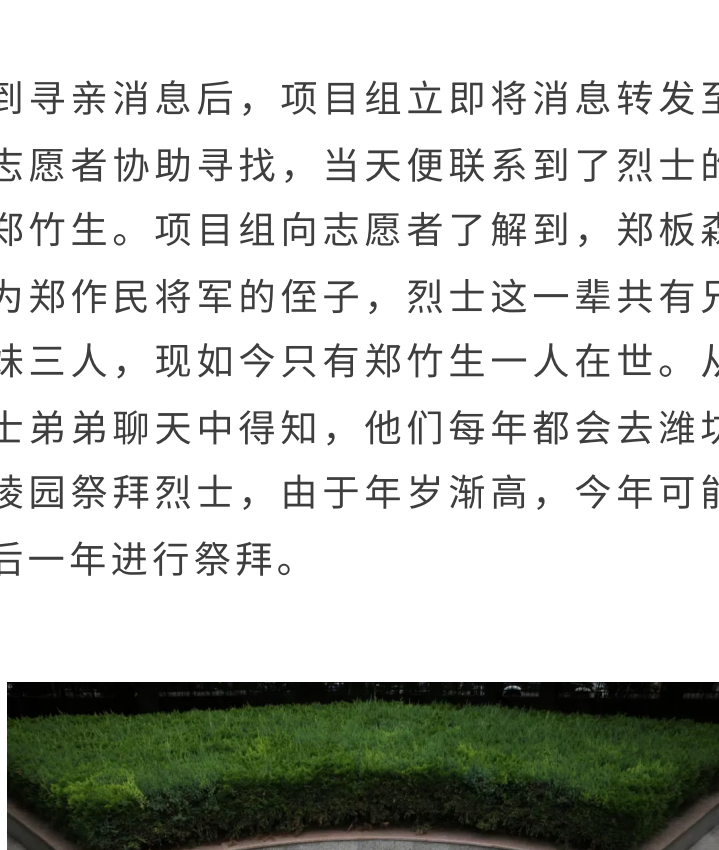 到寻亲消息后，项目组立即将消息转发至
志愿者协助寻找，当天便联系到了烈士的
郑竹生。项目组向志愿者了解到，郑板森
为郑作民将军的侄子，烈士这一辈共有兄
妹三人，现如今只有郑竹生一人在世。从
士弟弟聊天中得知，他们每年都会去潍坊
陵园祭拜烈士，由于年岁渐高，今年可能
后一年进行祭拜。